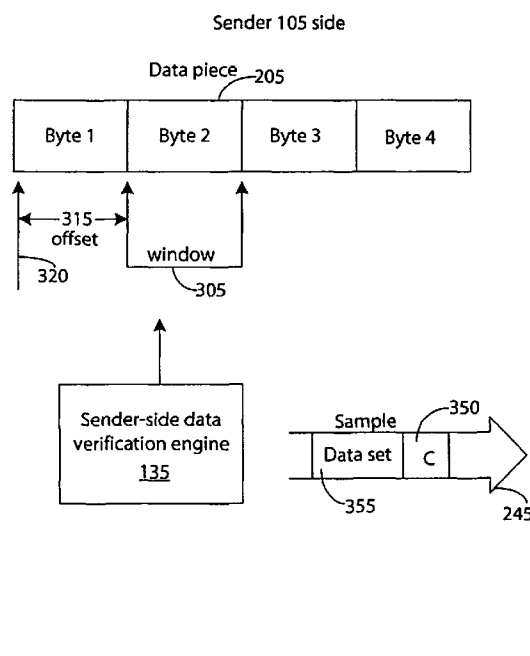 Sender 105 side
Data piece 205
Byte 1 Byte 2 Byte 3 Byte 4
315
offset
320
window
305
Sender-side data
verification engine
135
Sample
350
Data set C
355
245